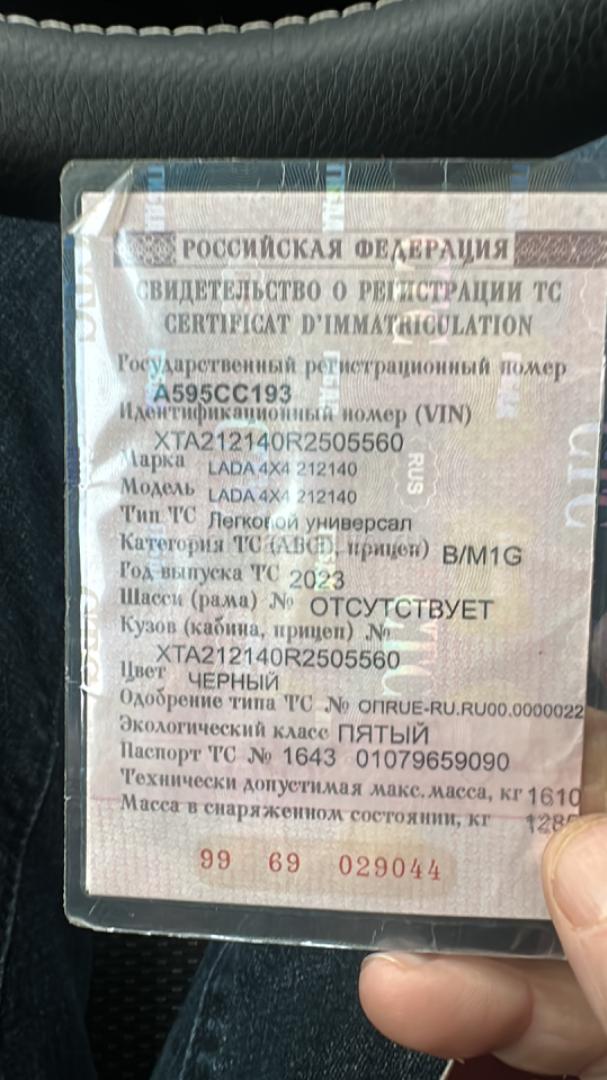 РОССИЙСКАЯ ФЕДЕРАЦИЯ
СВИДЕТЕЛЬСТВО О РЕГИСТРАЦИИ ТС
CERTIFICAT D'IMMATRICULATION
Государственный регистрационный номер
А595СС193
Идентификационный номер (VIN)
XTA212140R2505560
Марка LADA 4X4 212140
Модель LADA 4X4 212140
Тип ТС Легковой универсал
Категория ТС (ABCD, прицеп) B/M1G
Год выпуска ТС 2023
Шасси (рама) № ОТСУТСТВУЕТ
Кузов (кабина, прицеп) №
XTA212140R2505560
Цвет ЧЕРНЫЙ
Одобрение типа ТС № ОПRUE-RU.RU00.0000022
Экологический класс ПЯТЫЙ
Паспорт ТС № 1643 01079659090
Технически допустимая макс. масса, кг 1610
Масса в снаряженном состоянии, кг
99 69 029044
RUS